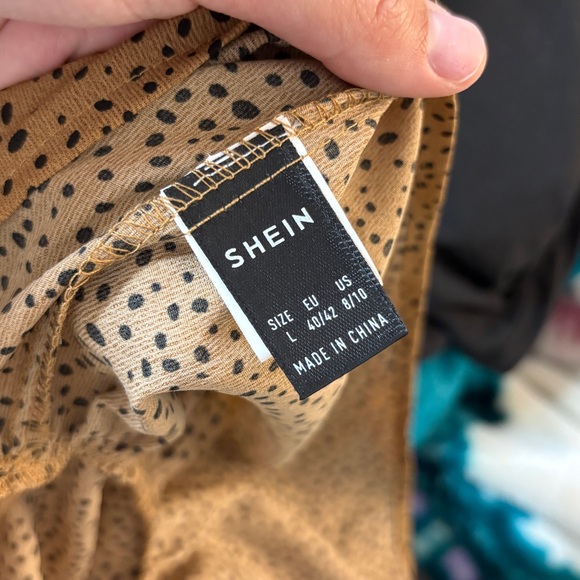 SHEIN
SIZE EU US
L 40/42 8/10
MADE IN CHINA